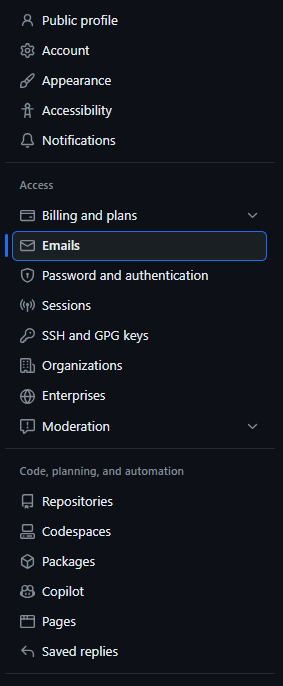 Public profile
Account
Appearance
Accessibility
Notifications
Access
Billing and plans
Emails
Password and authentication
Sessions
SSH and GPG keys
Organizations
Enterprises
Moderation
Code, planning, and automation
Repositories
Codespaces
Packages
Copilot
Pages
Saved replies